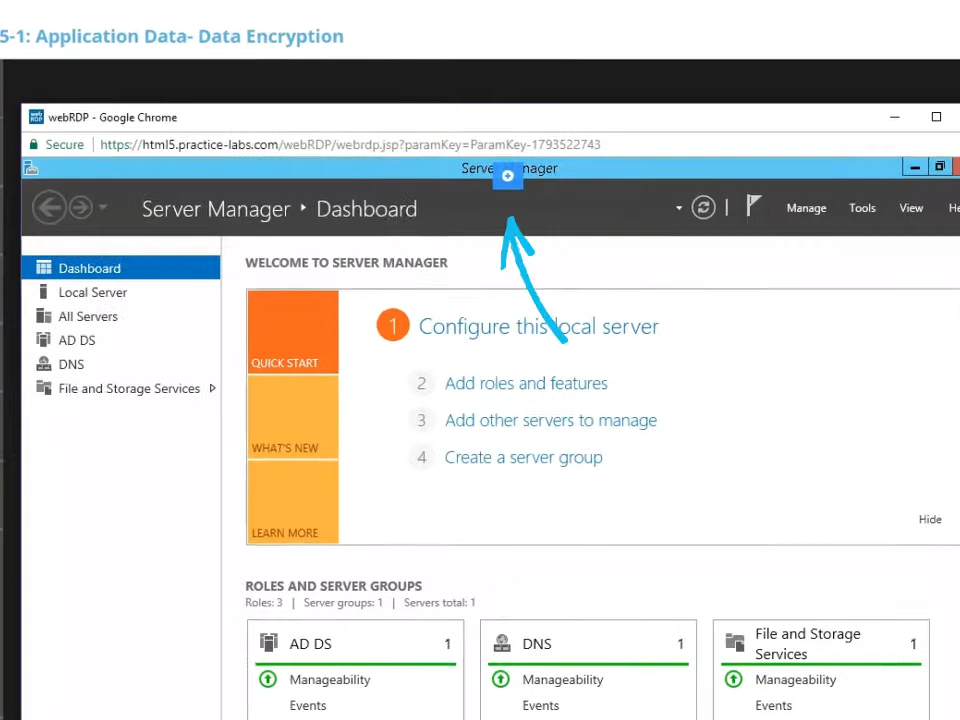 5-1: Application Data- Data Encryption
webRDP - Google Chrome
Secure https://html5.practice-labs.com/webRDP/webrdp.jsp?paramKey=ParamKey-1793522743
Server Manager ‣ Dashboard
Manage Tools View
Dashboard
Local Server
All Servers
AD DS
DNS
File and Storage Services
WELCOME TO SERVER MANAGER
QUICK START
WHAT'S NEW
LEARN MORE
1 Configure this local server
2 Add roles and features
3 Add other servers to manage
4 Create a server group
Hide
ROLES AND SERVER GROUPS
Roles: 3 | Server groups: 1 | Servers total: 1
AD DS 1
Manageability
Events
DNS 1
Manageability
Events
File and Storage
Services 1
Manageability
Events